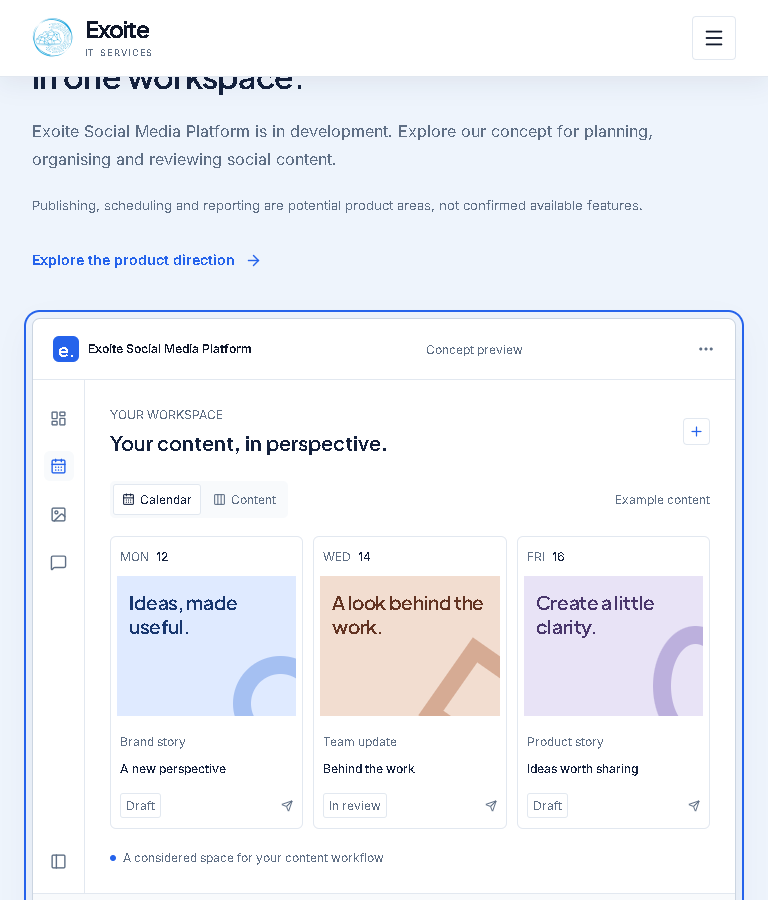 Exoite
IT SERVICES
in one workspace.
Exoite Social Media Platform is in development. Explore our concept for planning,
organising and reviewing social content.
Publishing, scheduling and reporting are potential product areas, not confirmed available features.
Explore the product direction
e.
Exoite Social Media Platform
Concept preview
YOUR WORKSPACE
Your content, in perspective.
Calendar
Content
Example content
MON 12
WED 14
FRI 16
Ideas, made
useful.
A look behind the
work.
Create a little
clarity.
Brand story
Team update
Product story
A new perspective
Behind the work
Ideas worth sharing
Draft
In review
Draft
A considered space for your content workflow